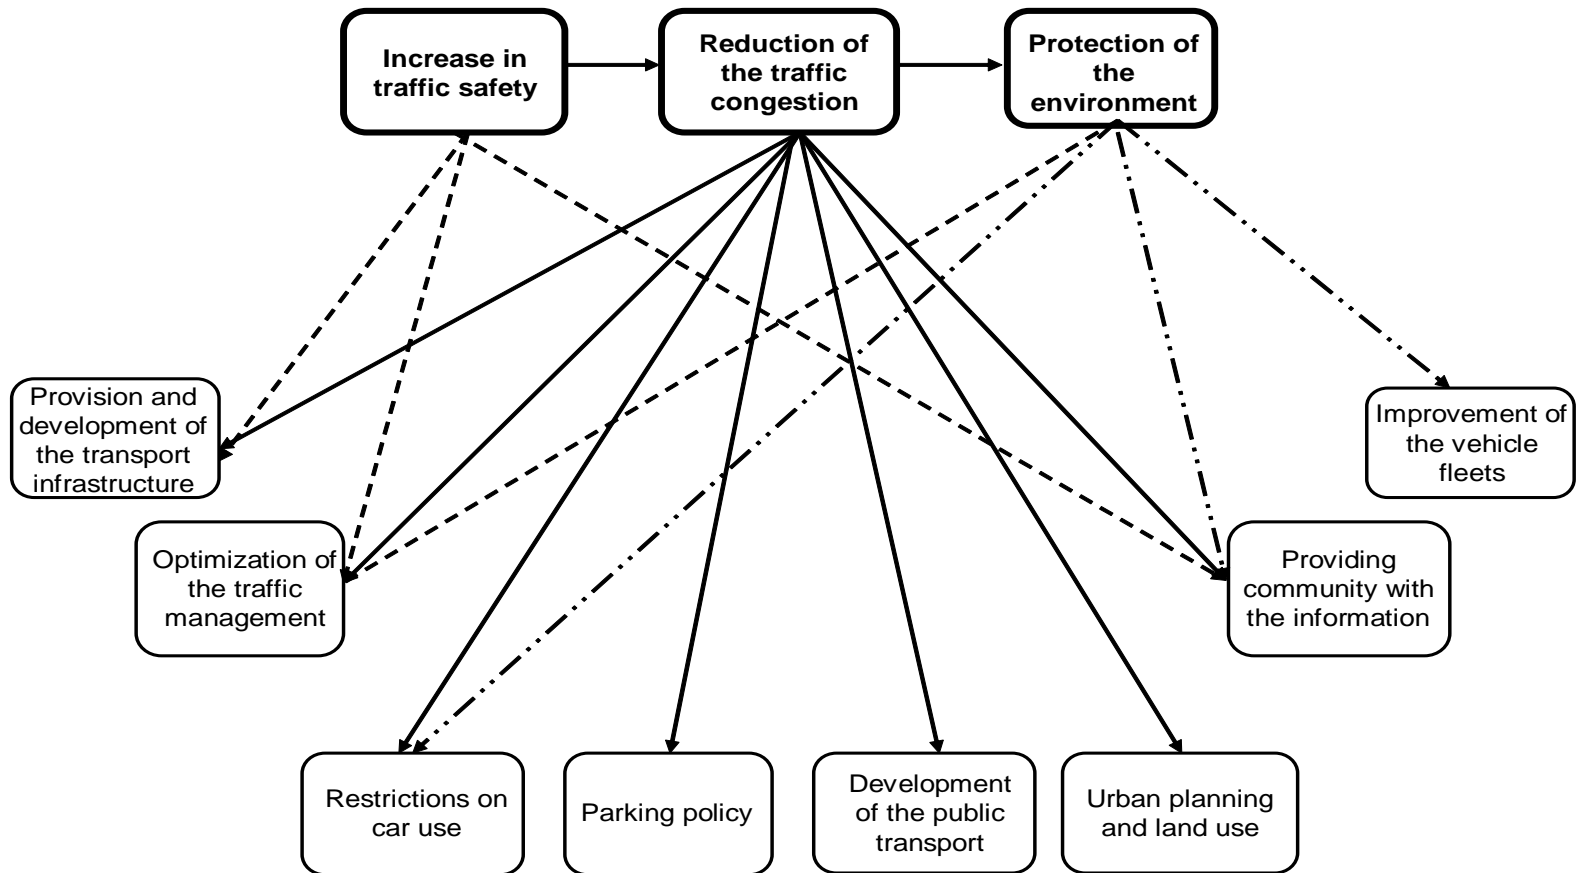 Increase in
traffic safety
Reduction of
the traffic
congestion
Protection of
the
environment
Provision and
development of
the transport
infrastructure
Improvement of
the vehicle
fleets
Optimization of
the traffic
management
Providing
community with
the information
Restrictions on
car use
Parking policy
Development
of the public
transport
Urban planning
and land use